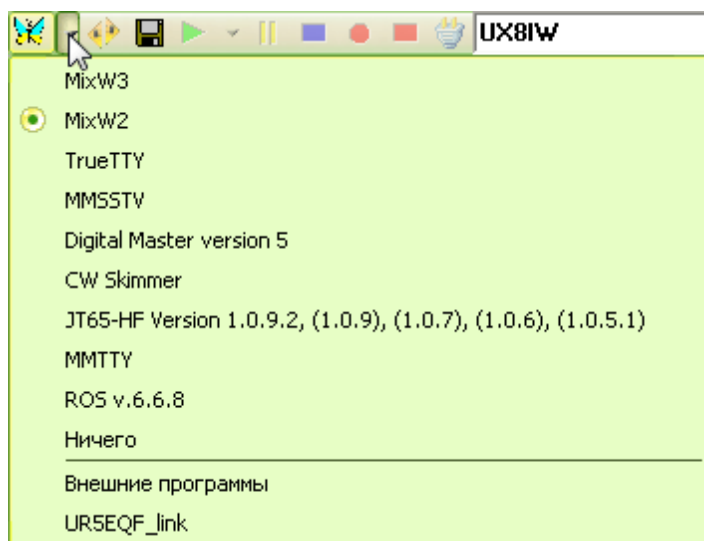 UX8IW
MixW3
MixW2
TrueTTY
MMSSTV
Digital Master version 5
CW Skimmer
JT65-HF Version 1.0.9.2, (1.0.9), (1.0.7), (1.0.6), (1.0.5.1)
MMTTY
ROS v.6.6.8
Ничего
Внешние программы
UR5EQF_link